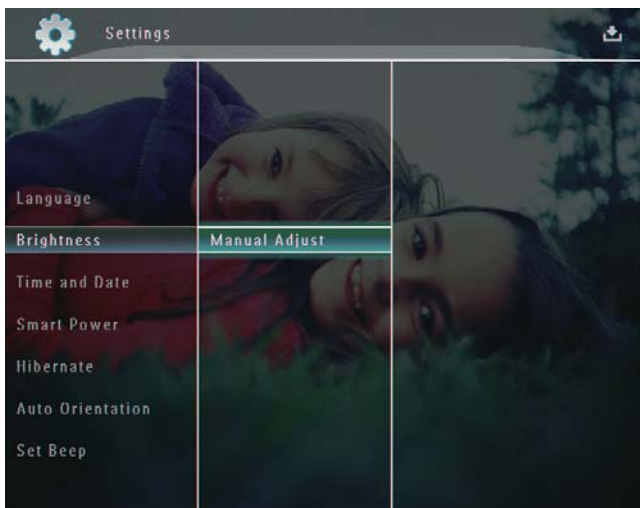 Settings
Language
Brightness
Manual Adjust
Time and Date
Smart Power
Hibernate
Auto Orientation
Set Beep